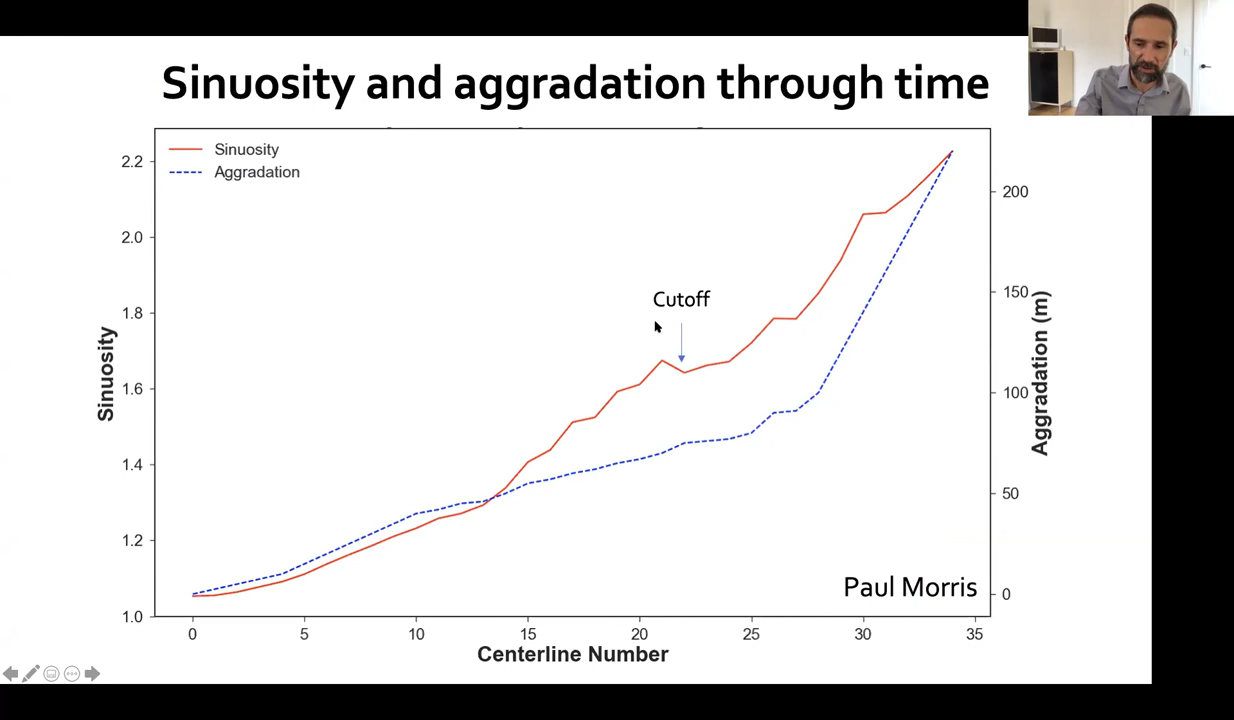 Sinuosity and aggradation through time
Sinuosity
Aggradation
2.2
2.0
1.8
1.6
1.4
1.2
1.0
Sinuosity
Cutoff
200
150
100
50
0
Aggradation (m)
Paul Morris
0 5 10 15 20 25 30 35
Centerline Number